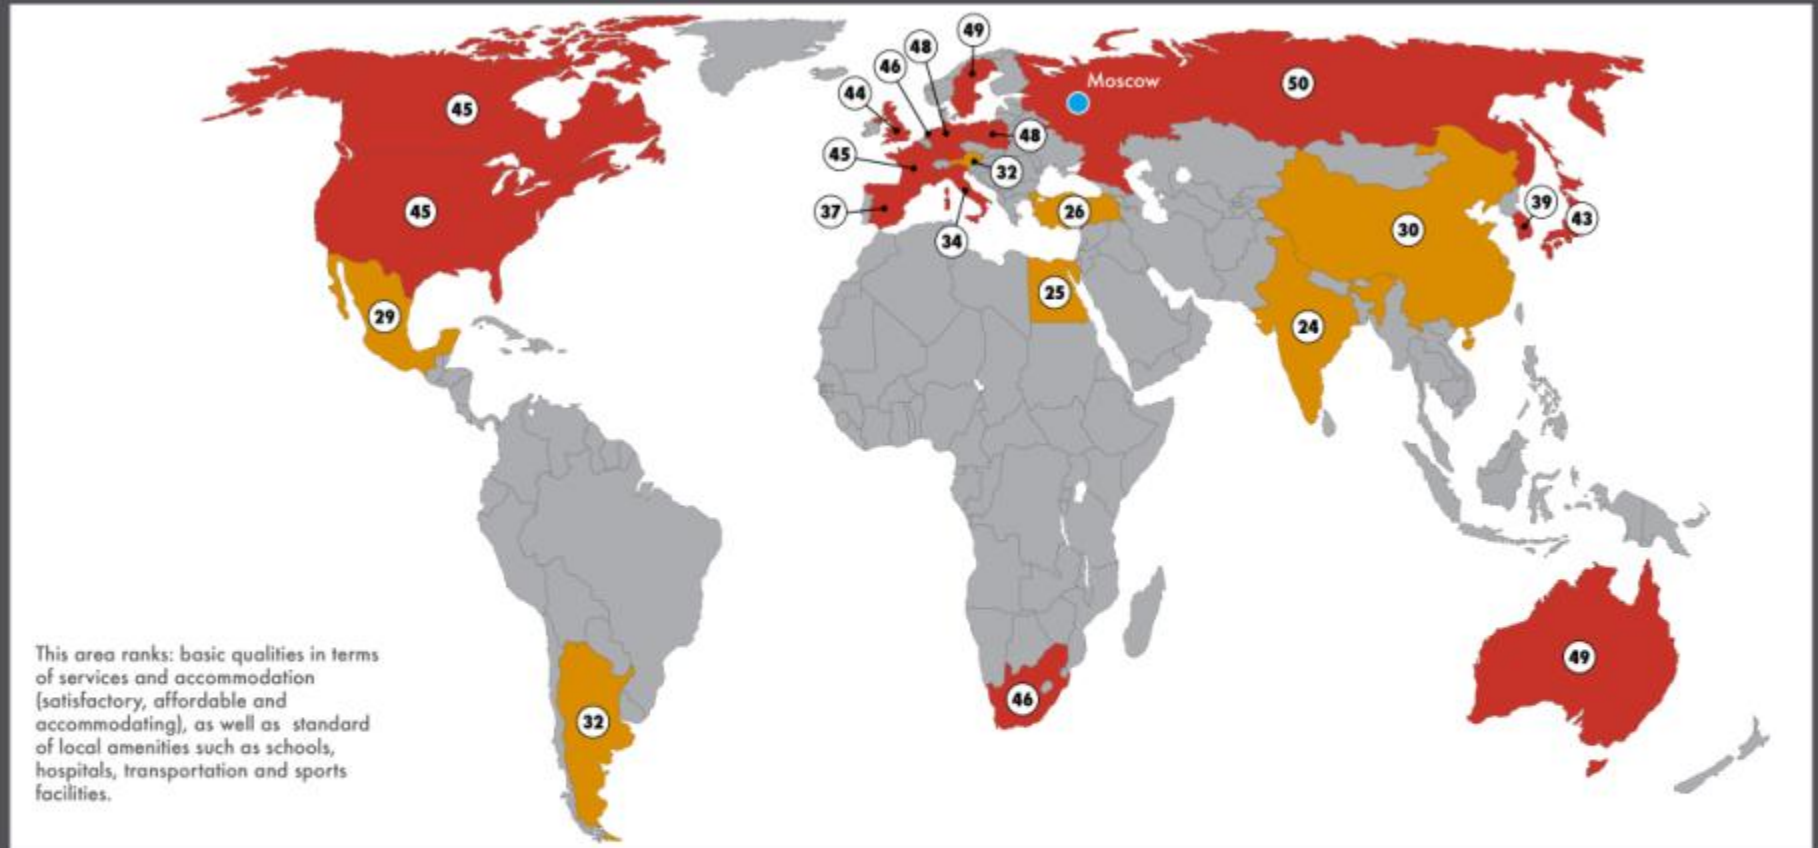 49
48
46
44
Moscow
50
45
48
45
32
39
43
45
37
26
30
34
25
29
24
49
46
32
This area ranks: basic qualities in terms
of services and accommodation
(satisfactory, affordable and
accommodating), as well as  standard
of local amenities such as schools,
hospitals, transportation and sports
facilities.